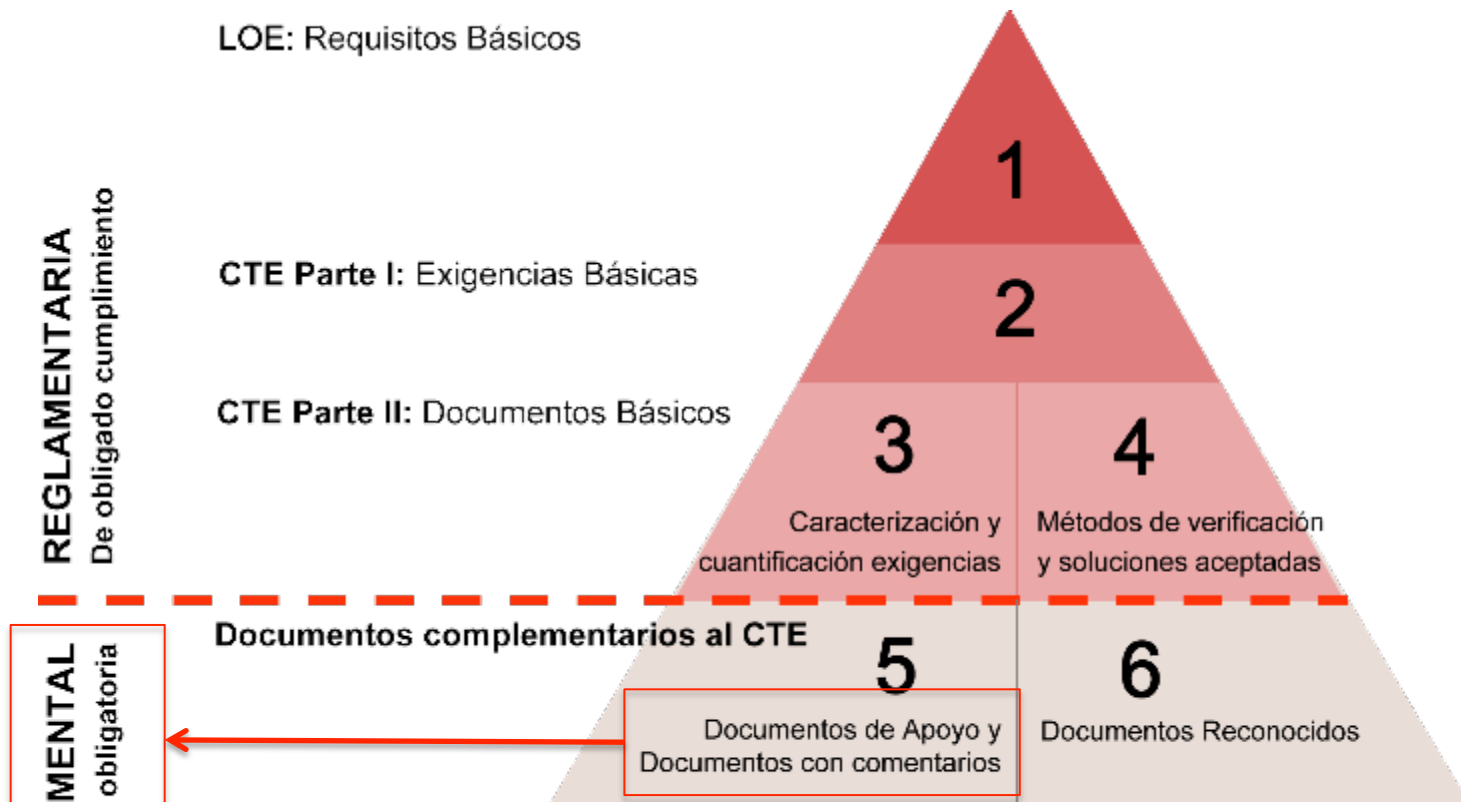 LOE: Requisitos Básicos
1
REGLAMENTARIA
De obligado cumplimiento
CTE Parte I: Exigencias Básicas
2
CTE Parte II: Documentos Básicos
3
4
Caracterización y
cuantificación exigencias
Métodos de verificación
y soluciones aceptadas
Documentos complementarios al CTE
5
6
MENTAL
obligatoria
Documentos de Apoyo y
Documentos con comentarios
Documentos Reconocidos